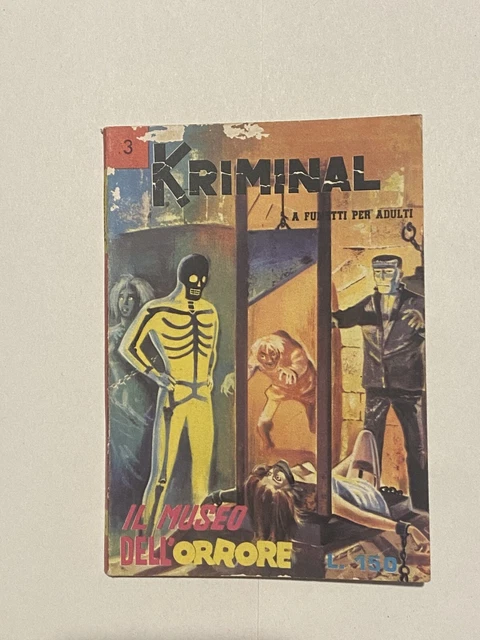 3
KRIMINAL
A FUMETTI PER ADULTI
IL MUSEO
DELL'ORRORE
L. 150